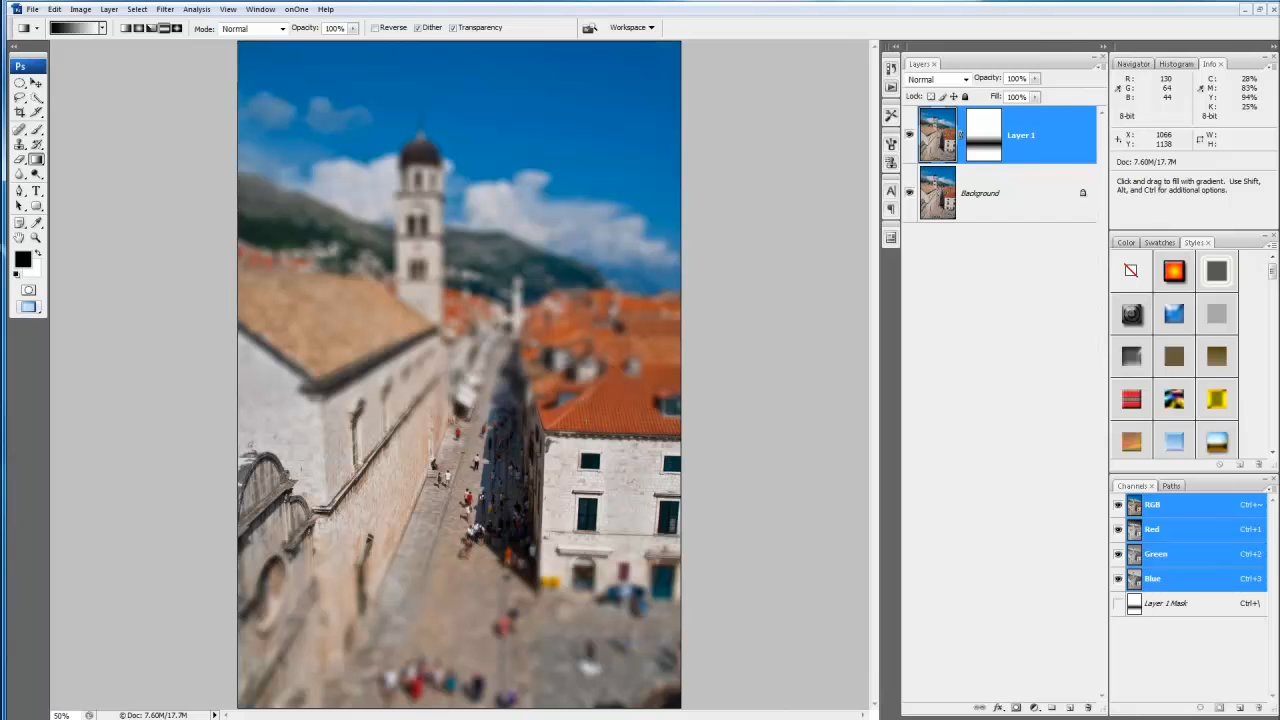 Ps File Edit Image Layer Select Filter Analysis View Window onOne Help
Mode: Normal Opacity: 100% Reverse Dither Transparency Workspace
Ps
Layers
Normal Opacity: 100%
Lock: Fill: 100%
Layer 1
Background
Navigator Histogram Info
R: 130 C: 28%
G: 64 M: 83%
B: 44 Y: 94%
K: 25%
8-bit 8-bit
X: 1066 W:
Y: 1138 H:
Doc: 7.60M/17.7M
Click and drag to fill with gradient. Use Shift,
Alt, and Ctrl for additional options.
Color Swatches Styles
Channels Paths
RGB Ctrl+~
Red Ctrl+1
Green Ctrl+2
Blue Ctrl+3
Layer 1 Mask Ctrl+\
50% Doc: 7.60M/17.7M